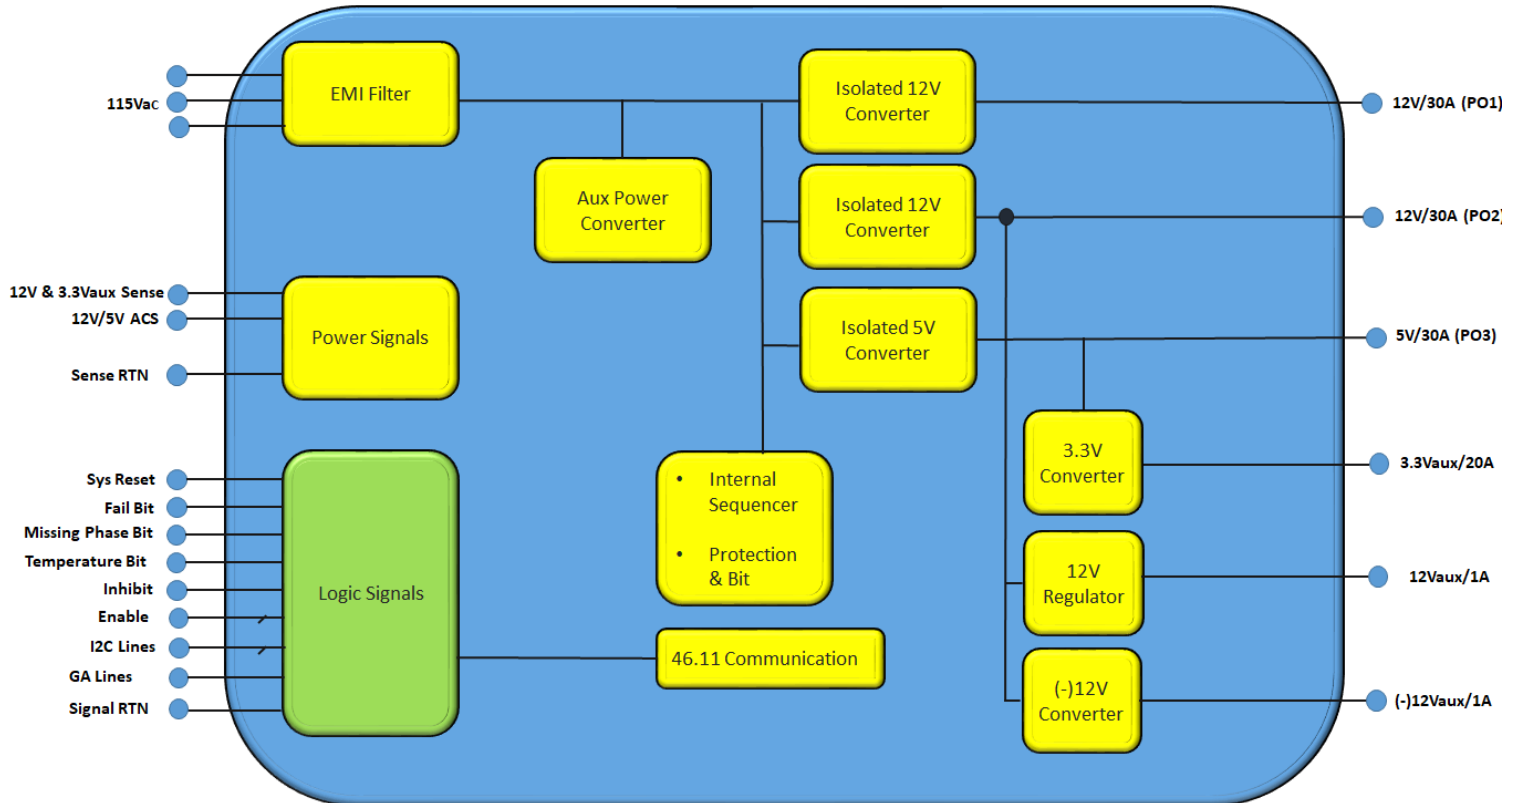 115Vac
EMI Filter
Isolated 12V
Converter
12V/30A (PO1)
Aux Power
Converter
Isolated 12V
Converter
12V/30A (PO2)
12V & 3.3Vaux Sense
12V/5V ACS
Sense RTN
Power Signals
Isolated 5V
Converter
5V/30A (PO3)
Sys Reset
Fail Bit
Missing Phase Bit
Temperature Bit
Inhibit
Enable
I2C Lines
GA Lines
Signal RTN
Logic Signals
• Internal
Sequencer
• Protection
& Bit
46.11 Communication
3.3V
Converter
3.3Vaux/20A
12V
Regulator
12Vaux/1A
(-)12V
Converter
(-)12Vaux/1A